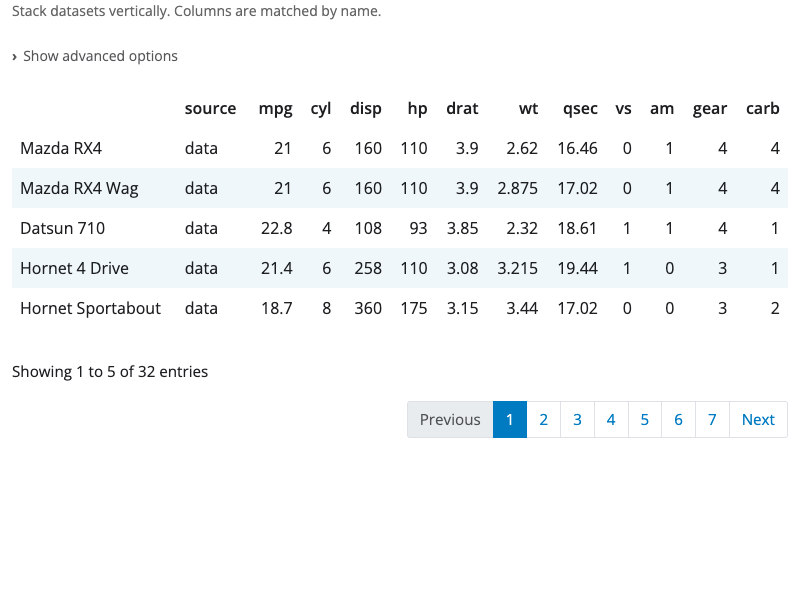 Stack datasets vertically. Columns are matched by name.
› Show advanced options
source mpg cyl disp hp drat wt qsec vs am gear carb
Mazda RX4 data 21 6 160 110 3.9 2.62 16.46 0 1 4 4
Mazda RX4 Wag data 21 6 160 110 3.9 2.875 17.02 0 1 4 4
Datsun 710 data 22.8 4 108 93 3.85 2.32 18.61 1 1 4 1
Hornet 4 Drive data 21.4 6 258 110 3.08 3.215 19.44 1 0 3 1
Hornet Sportabout data 18.7 8 360 175 3.15 3.44 17.02 0 0 3 2
Showing 1 to 5 of 32 entries
Previous 1 2 3 4 5 6 7 Next